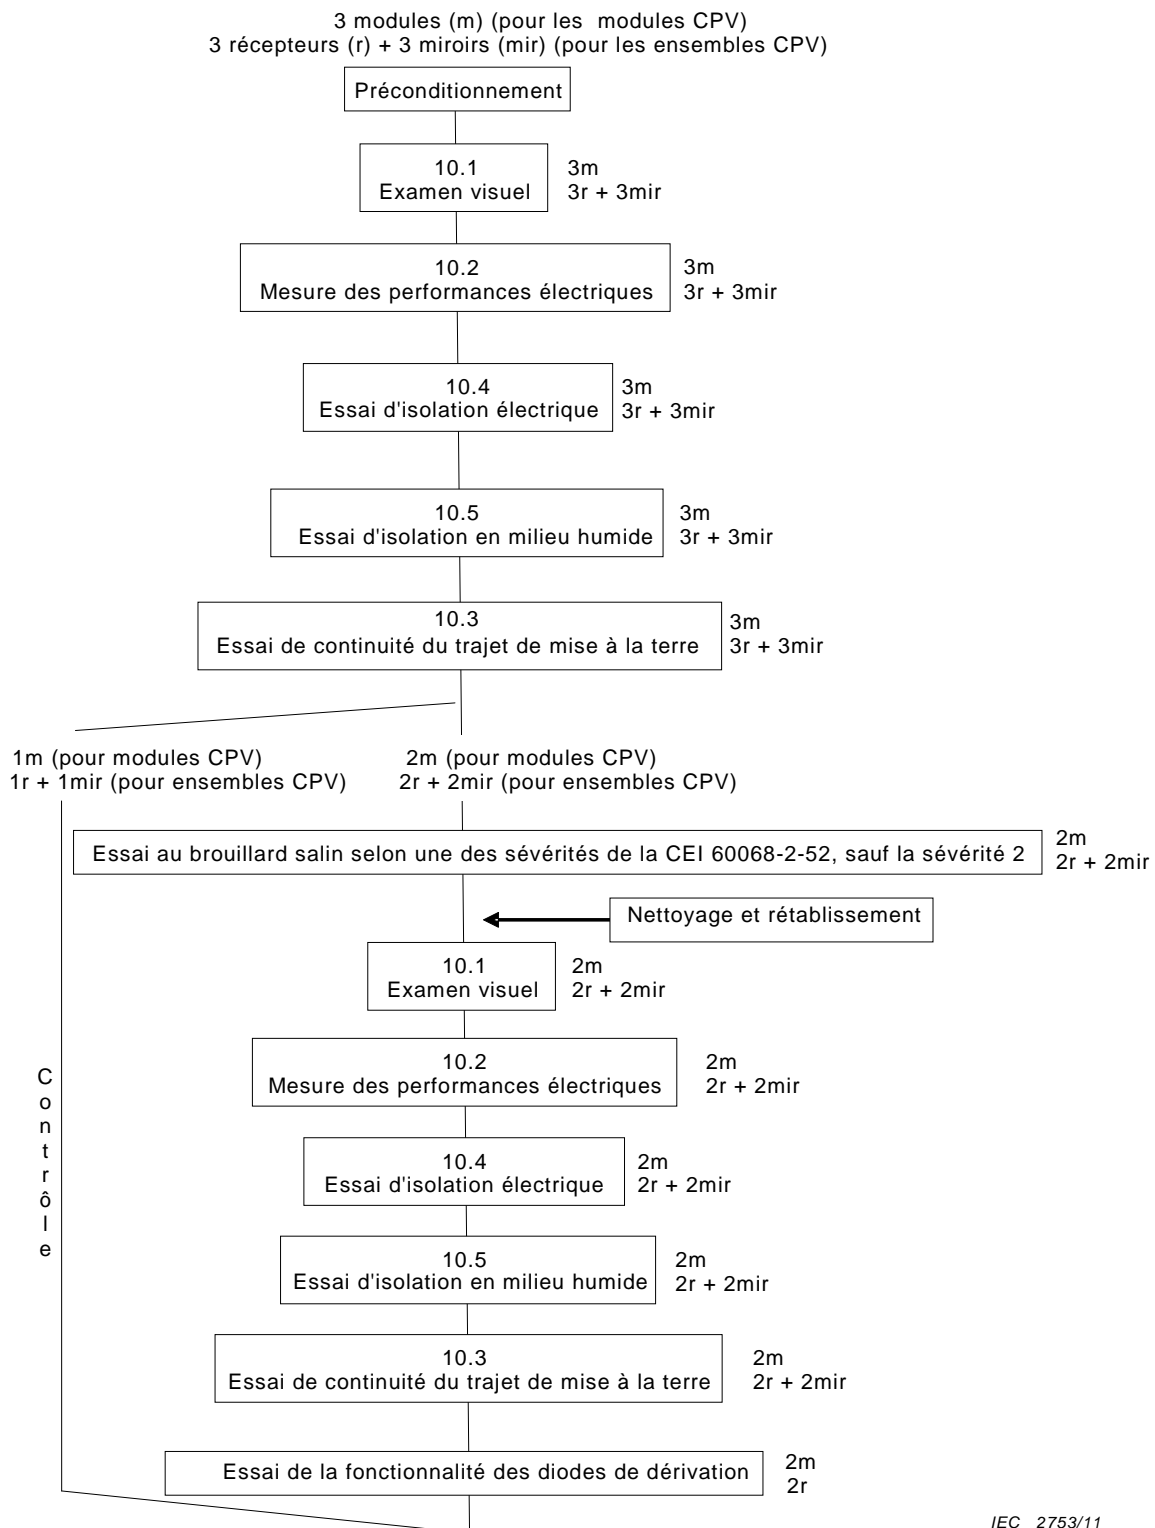 3 modules (m) (pour les modules CPV)
3 récepteurs (r) + 3 miroirs (mir) (pour les ensembles CPV)
Préconditionnement
10.1
Examen visuel
3m
3r + 3mir
10.2
Mesure des performances électriques
3m
3r + 3mir
10.4
Essai d'isolation électrique
3m
3r + 3mir
10.5
Essai d'isolation en milieu humide
3m
3r + 3mir
10.3
Essai de continuité du trajet de mise à la terre
3m
3r + 3mir
1m (pour modules CPV)
1r + 1mir (pour ensembles CPV)
2m (pour modules CPV)
2r + 2mir (pour ensembles CPV)
Essai au brouillard salin selon une des sévérités de la CEI 60068-2-52, sauf la sévérité 2
2m
2r + 2mir
Nettoyage et rétablissement
10.1
Examen visuel
2m
2r + 2mir
10.2
Mesure des performances électriques
2m
2r + 2mir
Contrôle
10.4
Essai d'isolation électrique
2m
2r + 2mir
10.5
Essai d'isolation en milieu humide
2m
2r + 2mir
10.3
Essai de continuité du trajet de mise à la terre
2m
2r + 2mir
Essai de la fonctionnalité des diodes de dérivation
2m
2r
IEC 2753/11